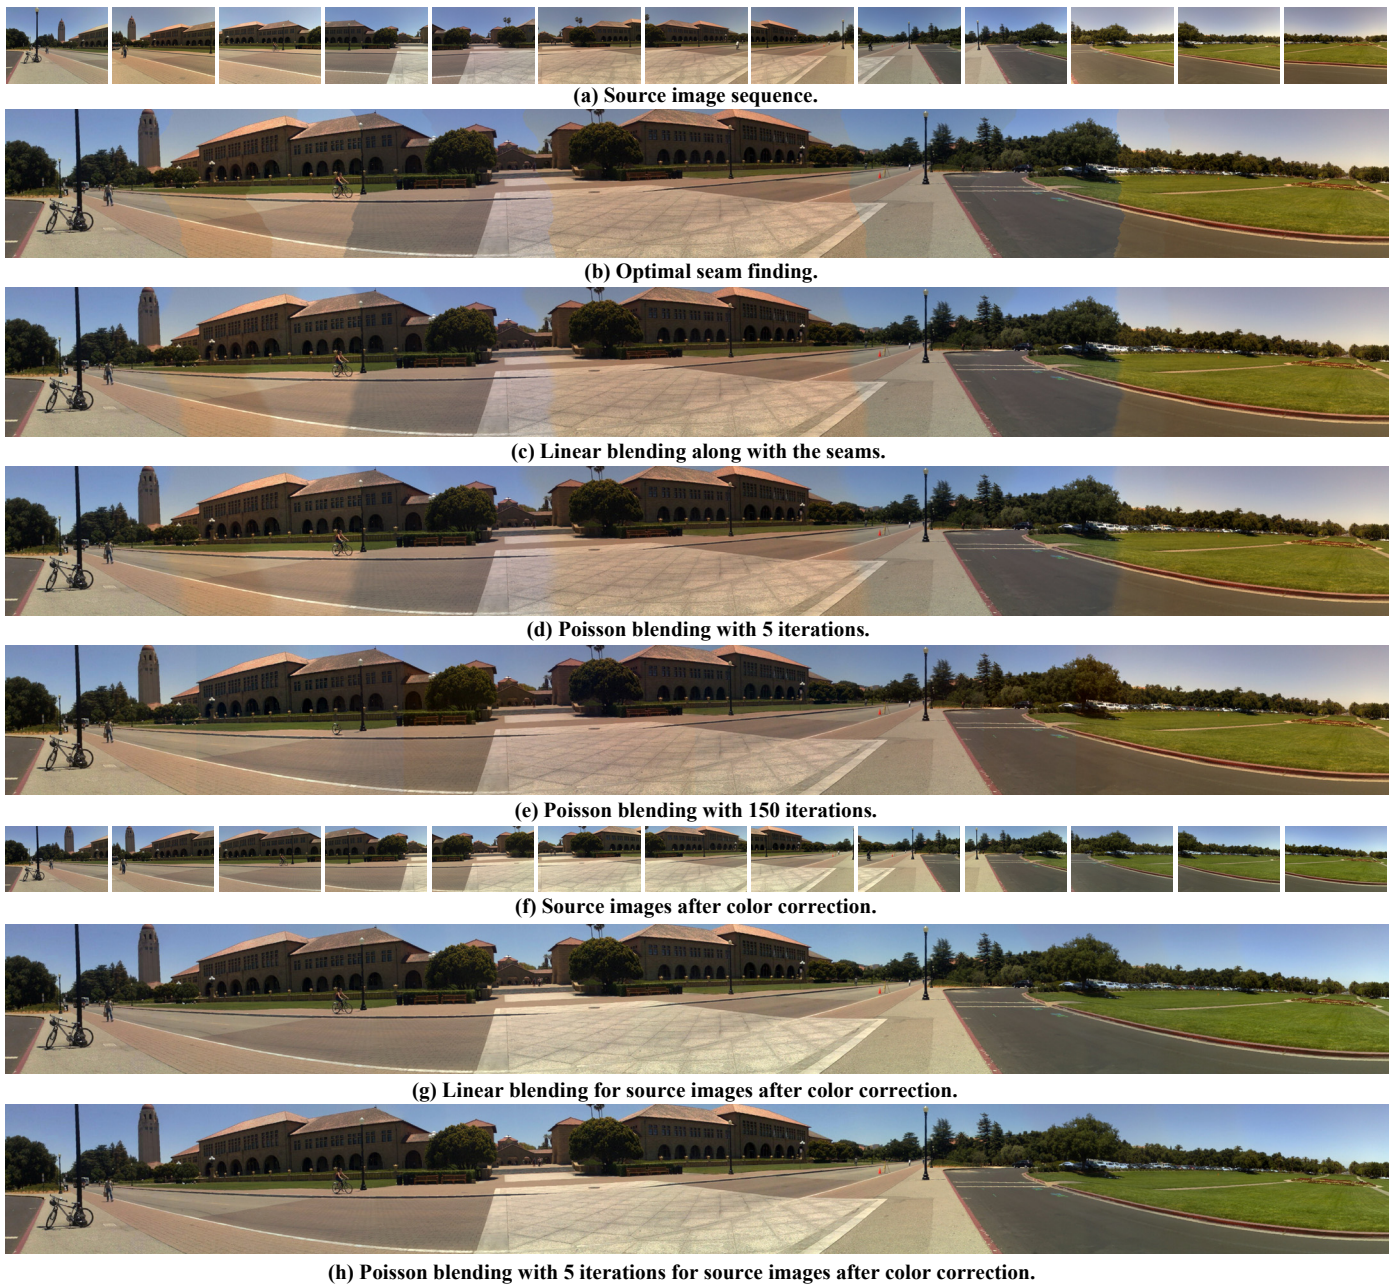 (a) Source image sequence.
(b) Optimal seam finding.
(c) Linear blending along with the seams.
(d) Poisson blending with 5 iterations.
(e) Poisson blending with 150 iterations.
(f) Source images after color correction.
(g) Linear blending for source images after color correction.
(h) Poisson blending with 5 iterations for source images after color correction.